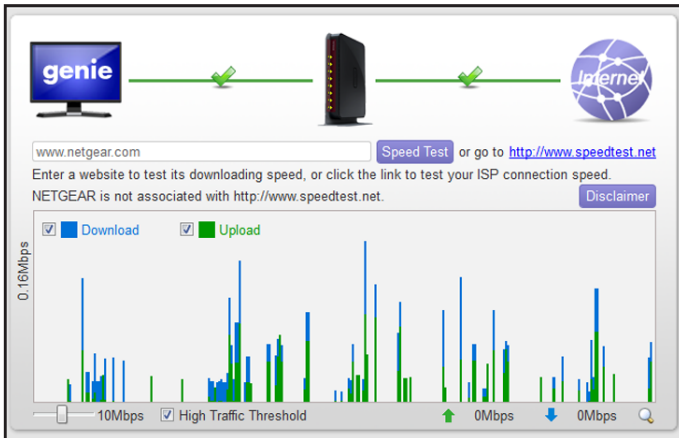 genie
Internet
www.netgear.com Speed Test or go to http://www.speedtest.net
Enter a website to test its downloading speed, or click the link to test your ISP connection speed.
NETGEAR is not associated with http://www.speedtest.net. Disclaimer
Download Upload
0.16Mbps
10Mbps High Traffic Threshold 0Mbps 0Mbps